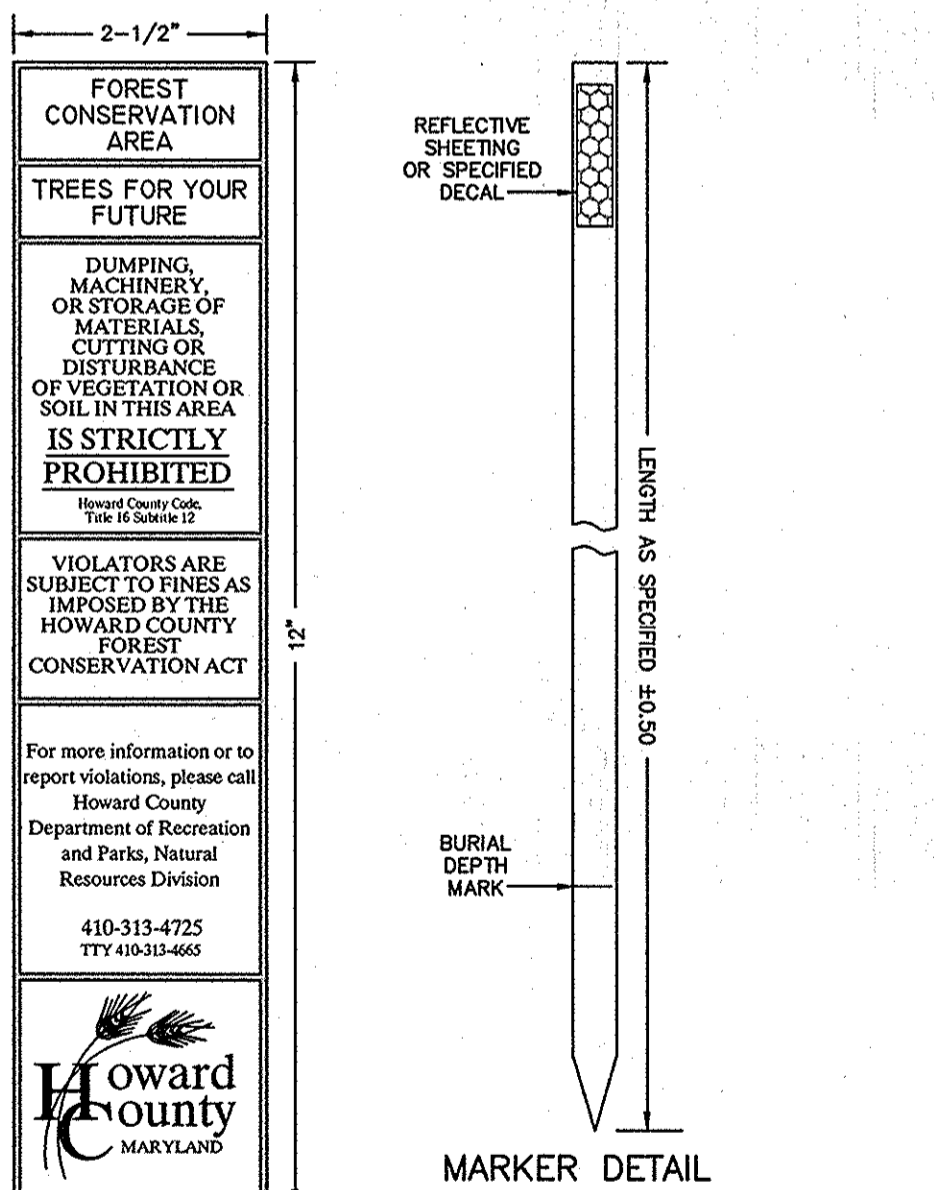 2-1/2"
FOREST
CONSERVATION
AREA
TREES FOR YOUR
FUTURE
DUMPING,
MACHINERY,
OR STORAGE OF
MATERIALS,
CUTTING OR
DISTURBANCE
OF VEGETATION OR
SOIL IN THIS AREA
IS STRICTLY
PROHIBITED
Howard County Code,
Title 16 Subtitle 12
VIOLATORS ARE
SUBJECT TO FINES AS
IMPOSED BY THE
HOWARD COUNTY
FOREST
CONSERVATION ACT
For more information or to
report violations, please call
Howard County
Department of Recreation
and Parks, Natural
Resources Division
410-313-4725
TTY 410-313-4665
Howard
County
MARYLAND
12"
REFLECTIVE
SHEETING
OR SPECIFIED
DECAL
LENGTH AS SPECIFIED ±0.50
BURIAL
DEPTH
MARK
MARKER DETAIL